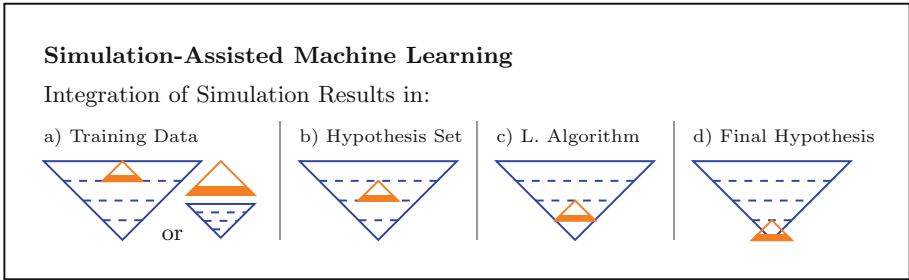 Simulation-Assisted Machine Learning
Integration of Simulation Results in:
a) Training Data
b) Hypothesis Set
c) L. Algorithm
d) Final Hypothesis
or